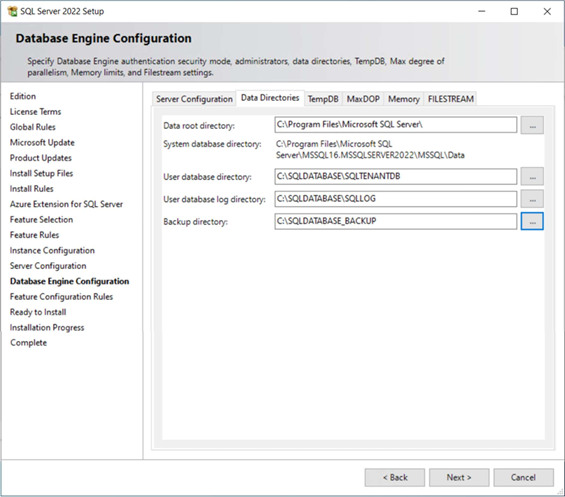 SQL Server 2022 Setup
Database Engine Configuration
Specify Database Engine authentication security mode, administrators, data directories, TempDB, Max degree of
parallelism, Memory limits, and Filestream settings.
Edition
License Terms
Global Rules
Microsoft Update
Product Updates
Install Setup Files
Install Rules
Azure Extension for SQL Server
Feature Selection
Feature Rules
Instance Configuration
Server Configuration
Database Engine Configuration
Feature Configuration Rules
Ready to Install
Installation Progress
Complete
Server Configuration Data Directories TempDB MaxDOP Memory FILESTREAM
Data root directory: C:\Program Files\Microsoft SQL Server\ ...
System database directory: C:\Program Files\Microsoft SQL
Server\MSSQL16.MSSQLSERVER2022\MSSQL\Data
User database directory: C:\SQLDATABASE\SQLTENANTDB ...
User database log directory: C:\SQLDATABASE\SQLLOG ...
Backup directory: C:\SQLDATABASE_BACKUP ...
< Back Next > Cancel